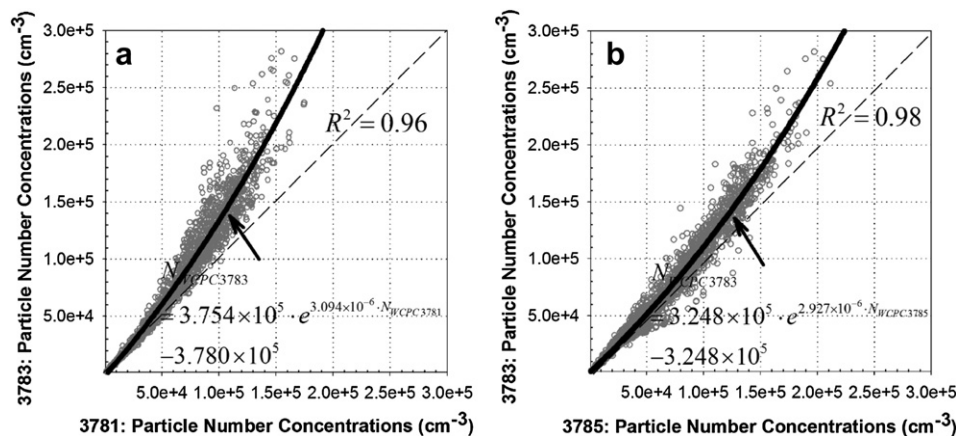 a
3783: Particle Number Concentrations (cm⁻³)
3.0e+5
2.5e+5
2.0e+5
1.5e+5
1.0e+5
5.0e+4
R² = 0.96
N_WCPC3783
= 3.754×10⁵ · e^(3.094×10⁻⁶·N_WCPC3781)
−3.780×10⁵
5.0e+4 1.0e+5 1.5e+5 2.0e+5 2.5e+5 3.0e+5
3781: Particle Number Concentrations (cm⁻³)
b
3783: Particle Number Concentrations (cm⁻³)
3.0e+5
2.5e+5
2.0e+5
1.5e+5
1.0e+5
5.0e+4
R² = 0.98
N_WCPC3783
= 3.248×10⁵ · e^(2.927×10⁻⁶·N_WCPC3785)
−3.248×10⁵
5.0e+4 1.0e+5 1.5e+5 2.0e+5 2.5e+5 3.0e+5
3785: Particle Number Concentrations (cm⁻³)